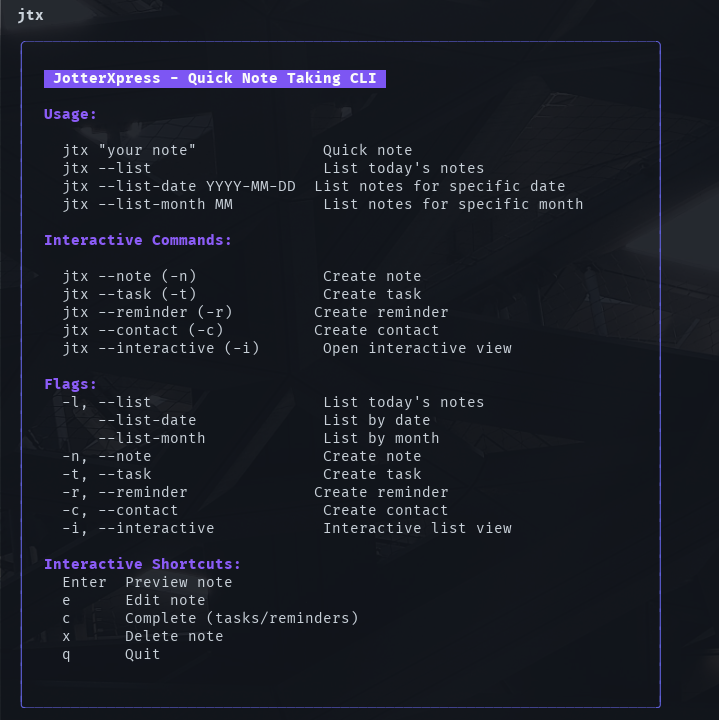 jtx
JotterXpress - Quick Note Taking CLI
Usage:
jtx "your note"                 Quick note
jtx --list                      List today's notes
jtx --list-date YYYY-MM-DD  List notes for specific date
jtx --list-month MM             List notes for specific month
Interactive Commands:
jtx --note (-n)                 Create note
jtx --task (-t)                 Create task
jtx --reminder (-r)            Create reminder
jtx --contact (-c)             Create contact
jtx --interactive (-i)          Open interactive view
Flags:
-l, --list                      List today's notes
--list-date                 List by date
--list-month                List by month
-n, --note                      Create note
-t, --task                      Create task
-r, --reminder                 Create reminder
-c, --contact                   Create contact
-i, --interactive               Interactive list view
Interactive Shortcuts:
Enter  Preview note
e      Edit note
c      Complete (tasks/reminders)
x      Delete note
q      Quit